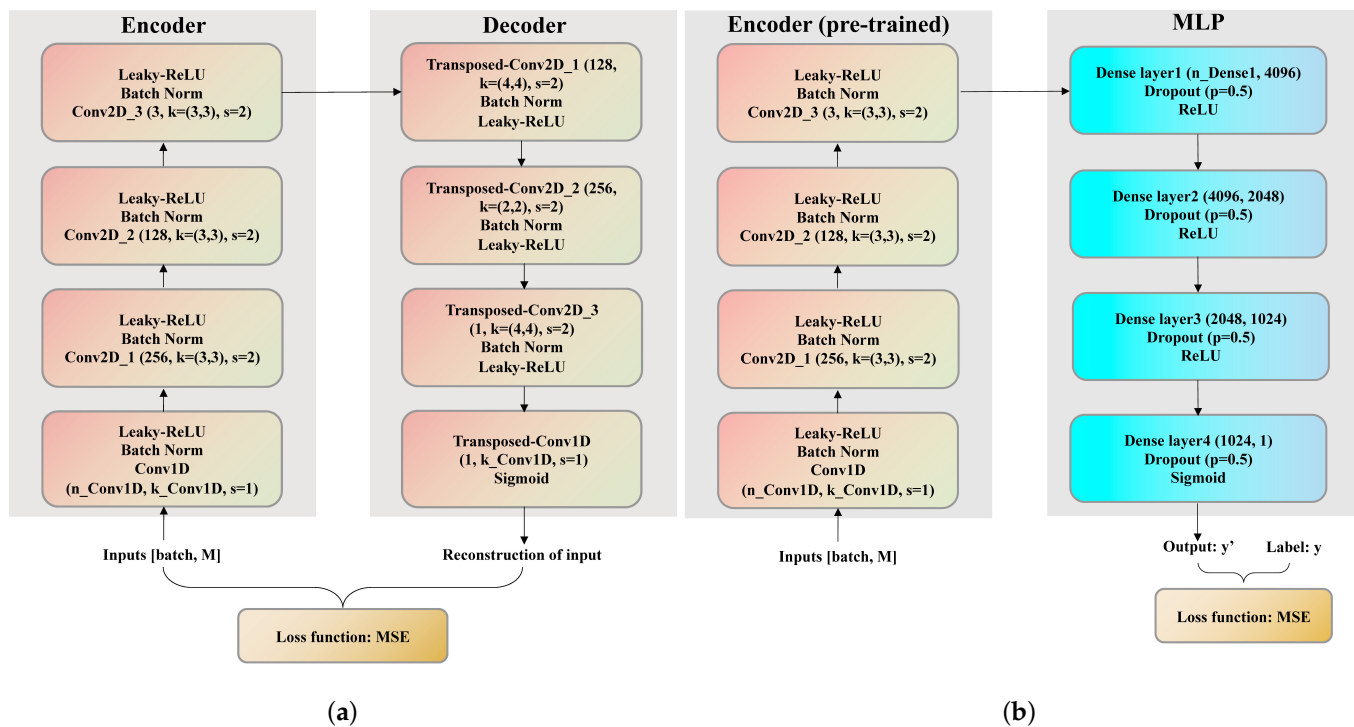 Encoder
Leaky-ReLU
Batch Norm
Conv2D_3 (3, k=(3,3), s=2)
Leaky-ReLU
Batch Norm
Conv2D_2 (128, k=(3,3), s=2)
Leaky-ReLU
Batch Norm
Conv2D_1 (256, k=(3,3), s=2)
Leaky-ReLU
Batch Norm
Conv1D
(n_Conv1D, k_Conv1D, s=1)
Inputs [batch, M]
Decoder
Transposed-Conv2D_1 (128,
k=(4,4), s=2)
Batch Norm
Leaky-ReLU
Transposed-Conv2D_2 (256,
k=(2,2), s=2)
Batch Norm
Leaky-ReLU
Transposed-Conv2D_3
(1, k=(4,4), s=2)
Batch Norm
Leaky-ReLU
Transposed-Conv1D
(1, k_Conv1D, s=1)
Sigmoid
Reconstruction of input
Loss function: MSE
(a)
Encoder (pre-trained)
Leaky-ReLU
Batch Norm
Conv2D_3 (3, k=(3,3), s=2)
Leaky-ReLU
Batch Norm
Conv2D_2 (128, k=(3,3), s=2)
Leaky-ReLU
Batch Norm
Conv2D_1 (256, k=(3,3), s=2)
Leaky-ReLU
Batch Norm
Conv1D
(n_Conv1D, k_Conv1D, s=1)
Inputs [batch, M]
MLP
Dense layer1 (n_Dense1, 4096)
Dropout (p=0.5)
ReLU
Dense layer2 (4096, 2048)
Dropout (p=0.5)
ReLU
Dense layer3 (2048, 1024)
Dropout (p=0.5)
ReLU
Dense layer4 (1024, 1)
Dropout (p=0.5)
Sigmoid
Output: y’ Label: y
Loss function: MSE
(b)